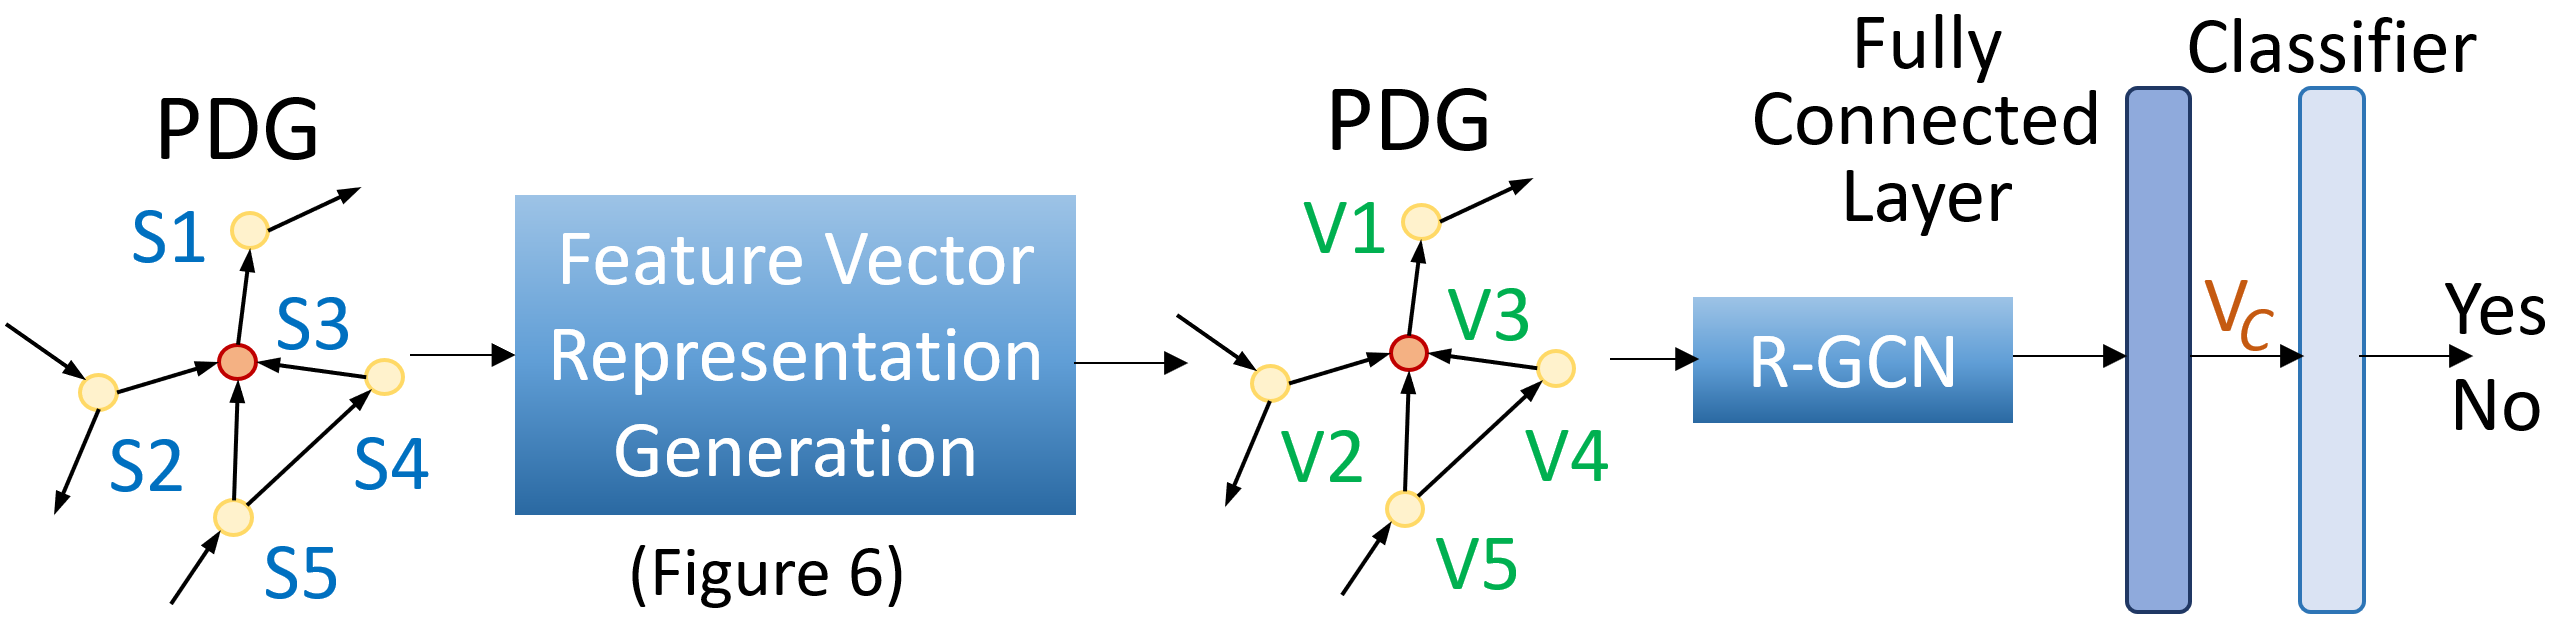 PDG
S1
S3
S2
S4
S5
Feature Vector
Representation
Generation
(Figure 6)
PDG
V1
V3
V2
V4
V5
R-GCN
Fully
Connected
Layer
VC
Classifier
Yes
No